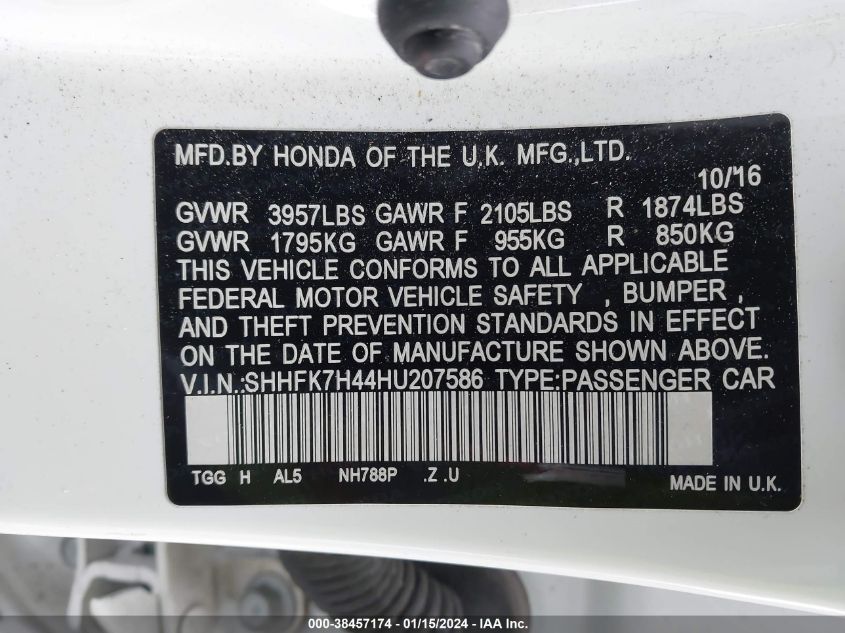 MFD.BY HONDA OF THE U.K. MFG.,LTD.
10/16
GVWR 3957LBS GAWR F 2105LBS R 1874LBS
GVWR 1795KG GAWR F 955KG R 850KG
THIS VEHICLE CONFORMS TO ALL APPLICABLE
FEDERAL MOTOR VEHICLE SAFETY , BUMPER ,
AND THEFT PREVENTION STANDARDS IN EFFECT
ON THE DATE OF MANUFACTURE SHOWN ABOVE.
V.I.N.:SHHFK7H44HU207586 TYPE:PASSENGER CAR
TGG H AL5 NH788P .Z .U MADE IN U.K.
000-38457174 / 01/15/2024 / IAA Inc.